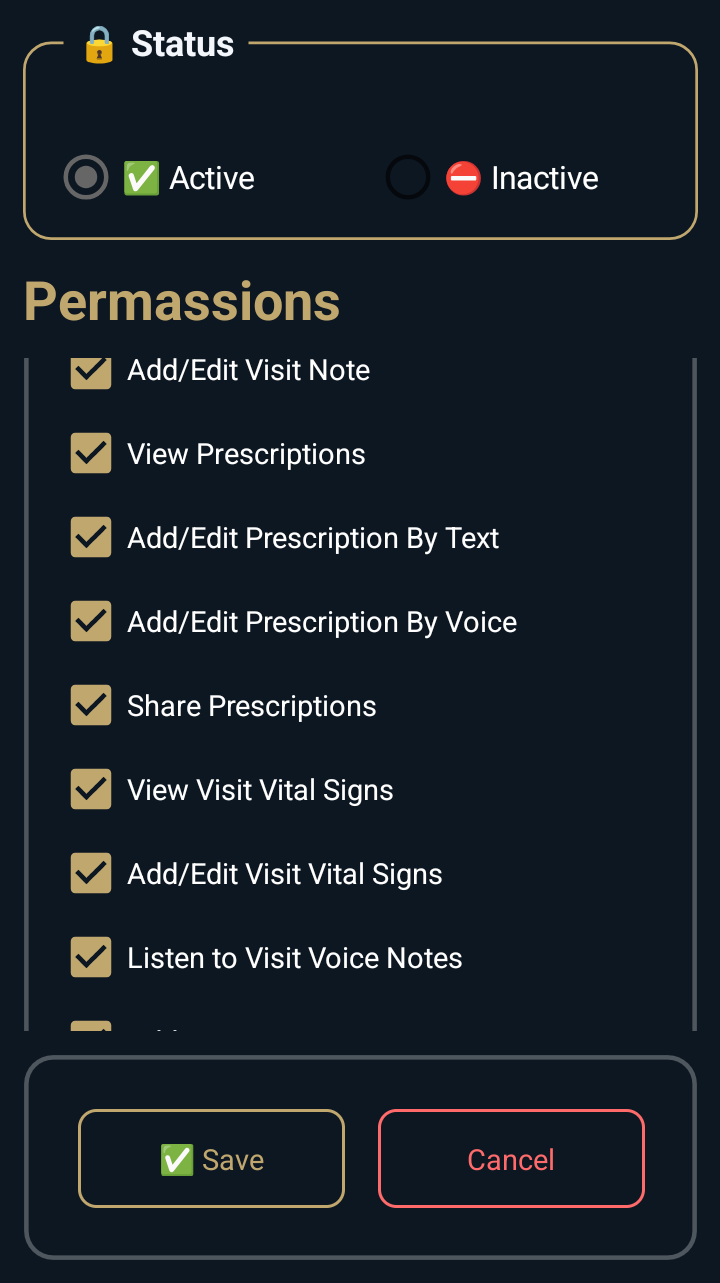 🔒 Status
✅ Active
⛔ Inactive
Permassions
Add/Edit Visit Note
View Prescriptions
Add/Edit Prescription By Text
Add/Edit Prescription By Voice
Share Prescriptions
View Visit Vital Signs
Add/Edit Visit Vital Signs
Listen to Visit Voice Notes
✅ Save
Cancel